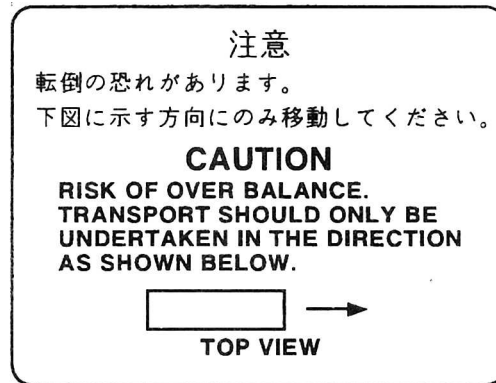 注意
転倒の恐れがあります。
下図に示す方向にのみ移動してください。
CAUTION
RISK OF OVER BALANCE.
TRANSPORT SHOULD ONLY BE
UNDERTAKEN IN THE DIRECTION
AS SHOWN BELOW.
TOP VIEW